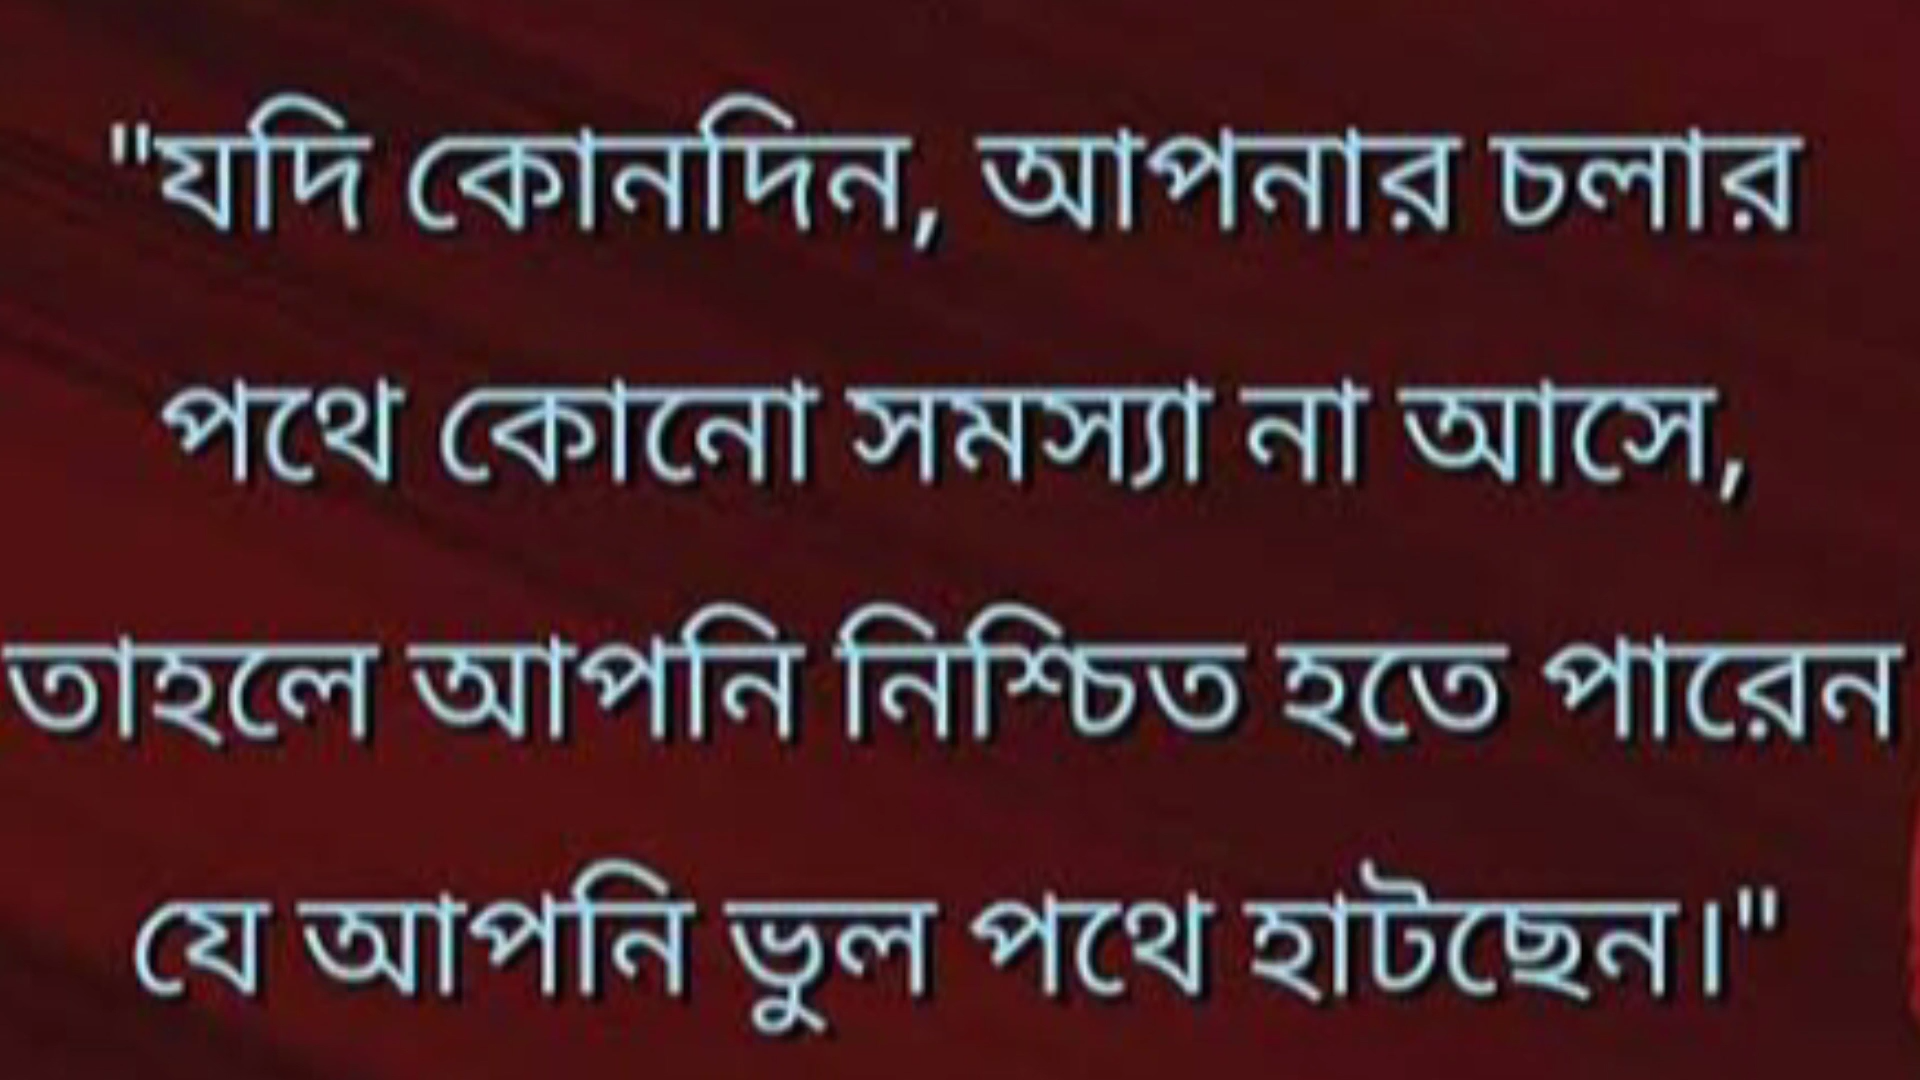 "যদি কোনদিন, আপনার চলার
পথে কোনো সমস্যা না আসে,
তাহলে আপনি নিশ্চিত হতে পারেন
যে আপনি ভুল পথে হাটছেন।"